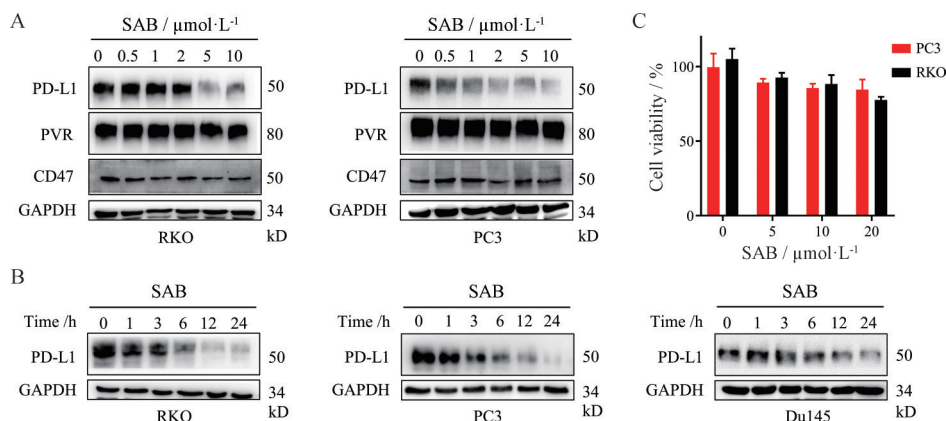 A
SAB / μmol·L-1
0 0.5 1 2 5 10
PD-L1 50
PVR 80
CD47 50
GAPDH 34
RKO kD
SAB / μmol·L-1
0 0.5 1 2 5 10
PD-L1 50
PVR 80
CD47 50
GAPDH 34
PC3 kD
C
Cell viability / %
100
50
0
0 5 10 20
SAB / μmol·L-1
PC3
RKO
B
SAB
Time /h 0 1 3 6 12 24
PD-L1 50
GAPDH 34
RKO kD
SAB
Time /h 0 1 3 6 12 24
PD-L1 50
GAPDH 34
PC3 kD
SAB
Time /h 0 1 3 6 12 24
PD-L1 50
GAPDH 34
Du145 kD